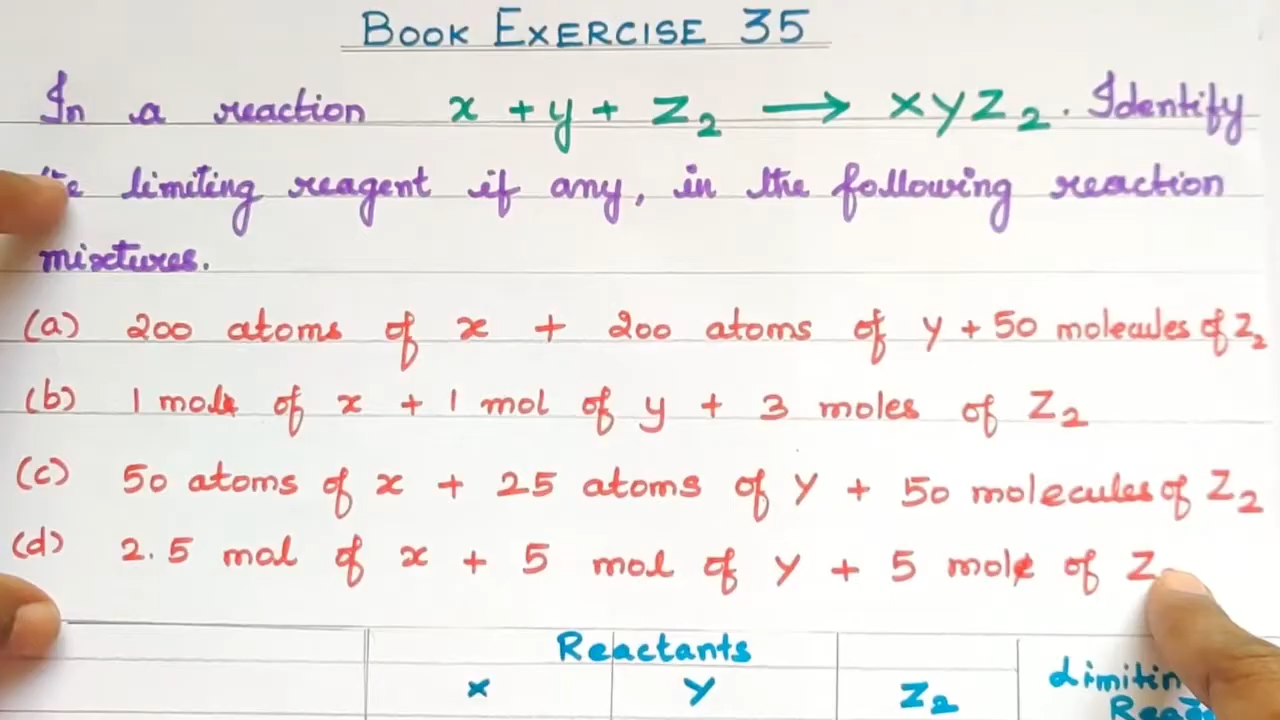 BOOK EXERCISE 35
In a reaction x + y + Z₂ → XYZ₂. Identify
limiting reagent if any, in the following reaction
mixtures.
(a) 200 atoms of x + 200 atoms of y + 50 molecules of Z₂
(b) 1 mol of x + 1 mol of y + 3 moles of Z₂
(c) 50 atoms of x + 25 atoms of y + 50 molecules of Z₂
(d) 2.5 mol of x + 5 mol of y + 5 mol of Z
Reactants
x Y Z₂